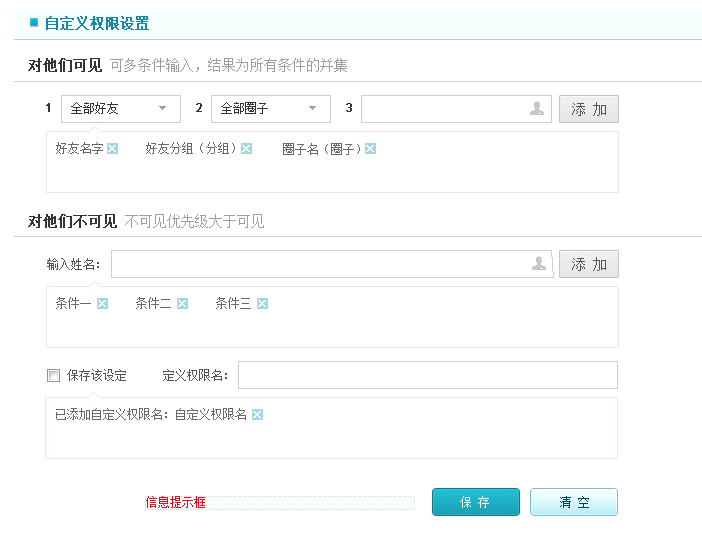 自定义权限设置
对他们可见 可多条件输入，结果为所有条件的并集
1 全部好友 2 全部圈子 3 添 加
好友名字 好友分组（分组） 圈子名（圈子）
对他们不可见 不可见优先级大于可见
输入姓名： 添 加
条件一 条件二 条件三
保存该设定 定义权限名：
已添加自定义权限名：自定义权限名
信息提示框 保 存 清 空